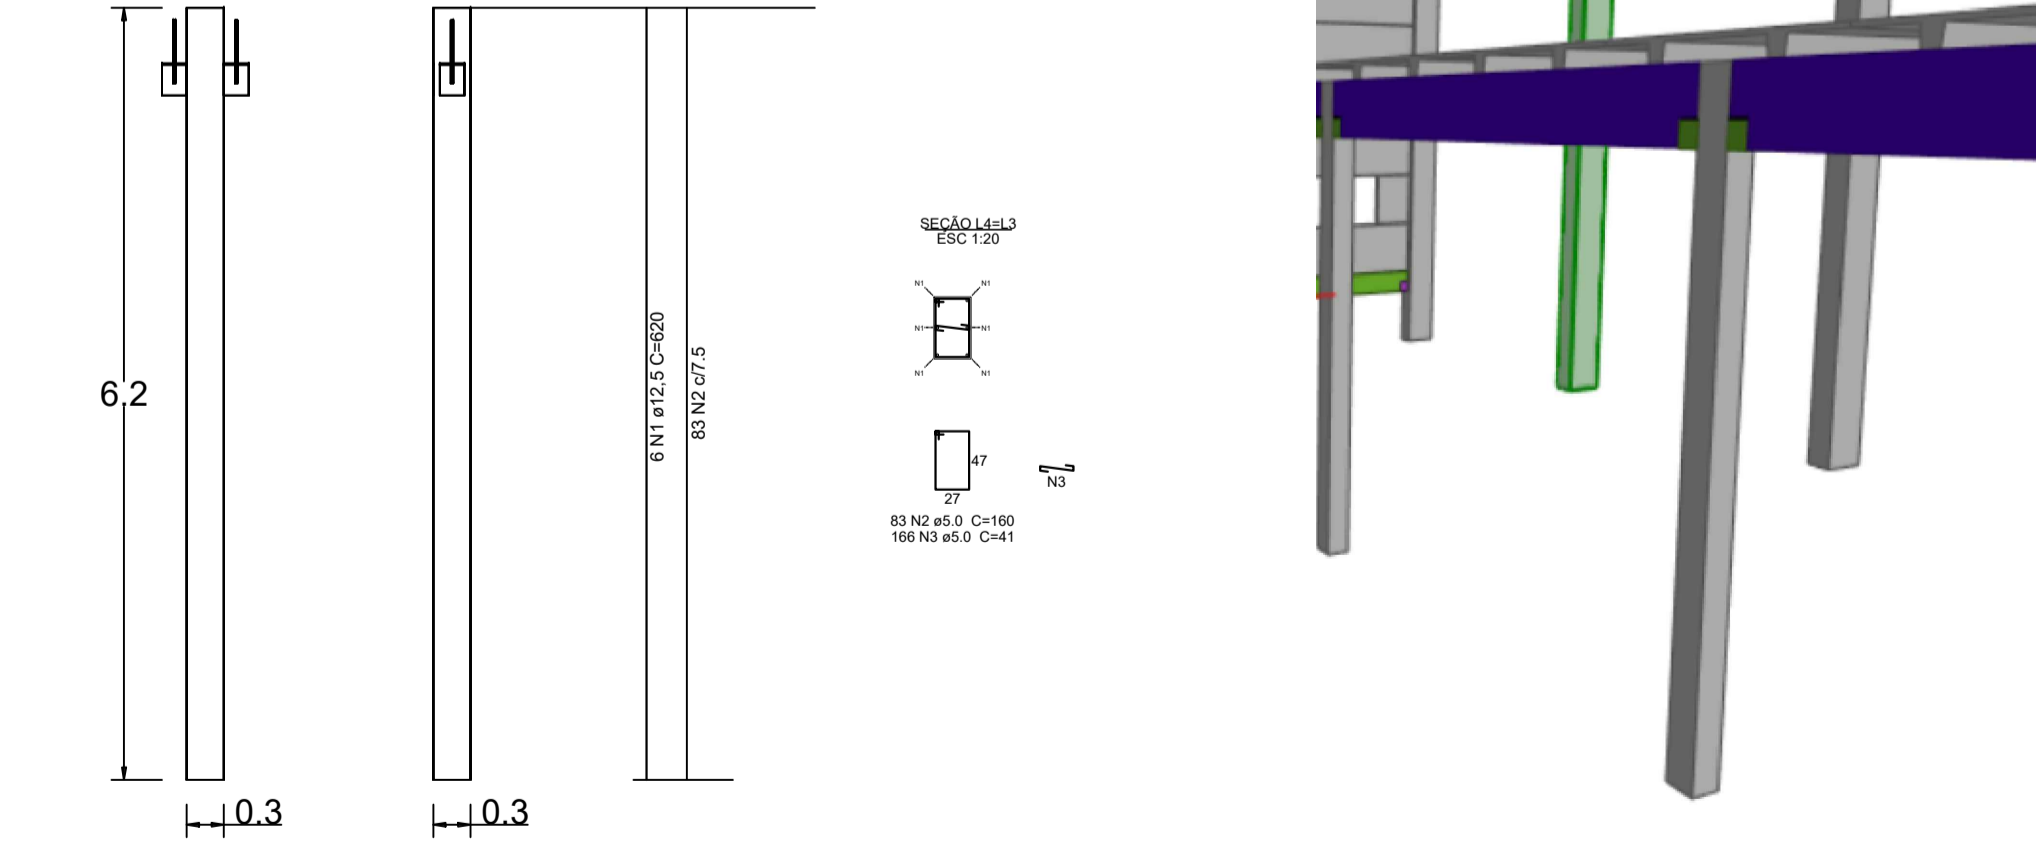 6.2
0.3
0.3
6 N1 ø12,5 C=620
83 N2 c/7.5
SEÇÃO L4=L3
ESC 1:20
N1 N1
N1 N1
N1 N1
47
27
N3
83 N2 ø5.0 C=160
166 N3 ø5.0 C=41